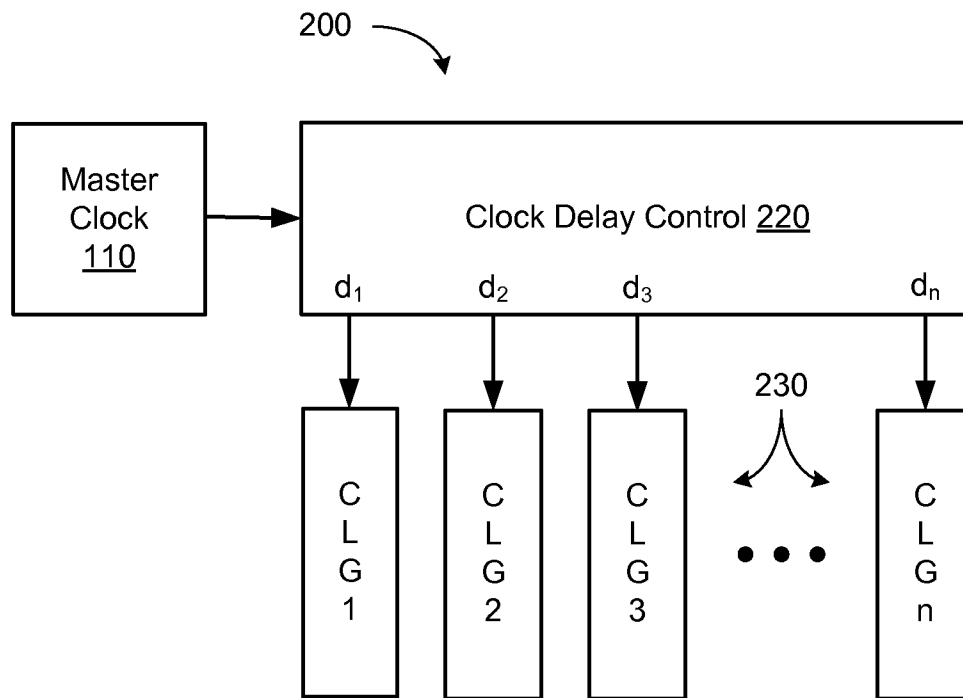 200
Master
Clock
110
Clock Delay Control 220
d₁ d₂ d₃ dₙ
230
C
L
G
1
C
L
G
2
C
L
G
3
C
L
G
n